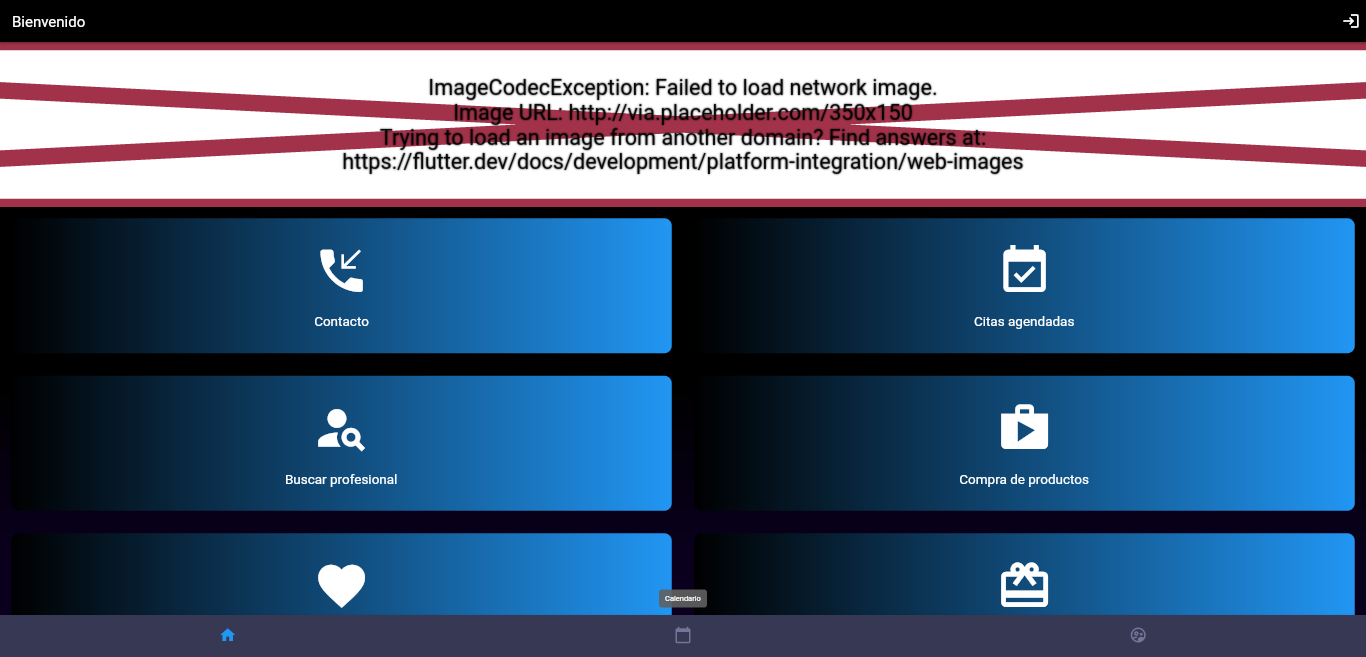 Bienvenido
ImageCodecException: Failed to load network image.
Image URL: http://via.placeholder.com/350x150
Trying to load an image from another domain? Find answers at:
https://flutter.dev/docs/development/platform-integration/web-images
Contacto
Citas agendadas
Buscar profesional
Compra de productos
Calendario